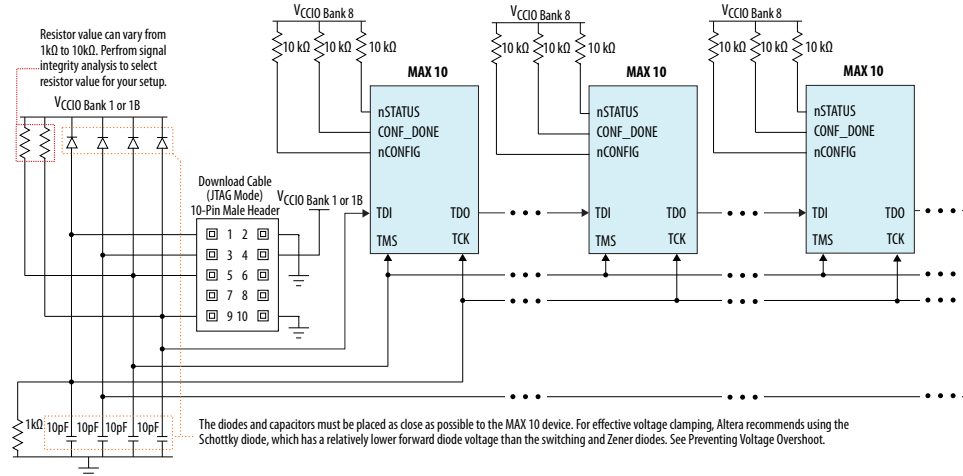 Resistor value can vary from
1kΩ to 10kΩ. Perfrom signal
integrity analysis to select
resistor value for your setup.
VCCIO Bank 1 or 1B
VCCIO Bank 8
10 kΩ 10 kΩ 10 kΩ
MAX 10
nSTATUS
CONF_DONE
nCONFIG
TDI TDO
TMS TCK
VCCIO Bank 8
10 kΩ 10 kΩ 10 kΩ
MAX 10
nSTATUS
CONF_DONE
nCONFIG
TDI TDO
TMS TCK
VCCIO Bank 8
10 kΩ 10 kΩ 10 kΩ
MAX 10
nSTATUS
CONF_DONE
nCONFIG
TDI TDO
TMS TCK
Download Cable
(JTAG Mode)
10-Pin Male Header
VCCIO Bank 1 or 1B
1 2
3 4
5 6
7 8
9 10
1kΩ 10pF 10pF 10pF 10pF
The diodes and capacitors must be placed as close as possible to the MAX 10 device. For effective voltage clamping, Altera recommends using the
Schottky diode, which has a relatively lower forward diode voltage than the switching and Zener diodes. See Preventing Voltage Overshoot.